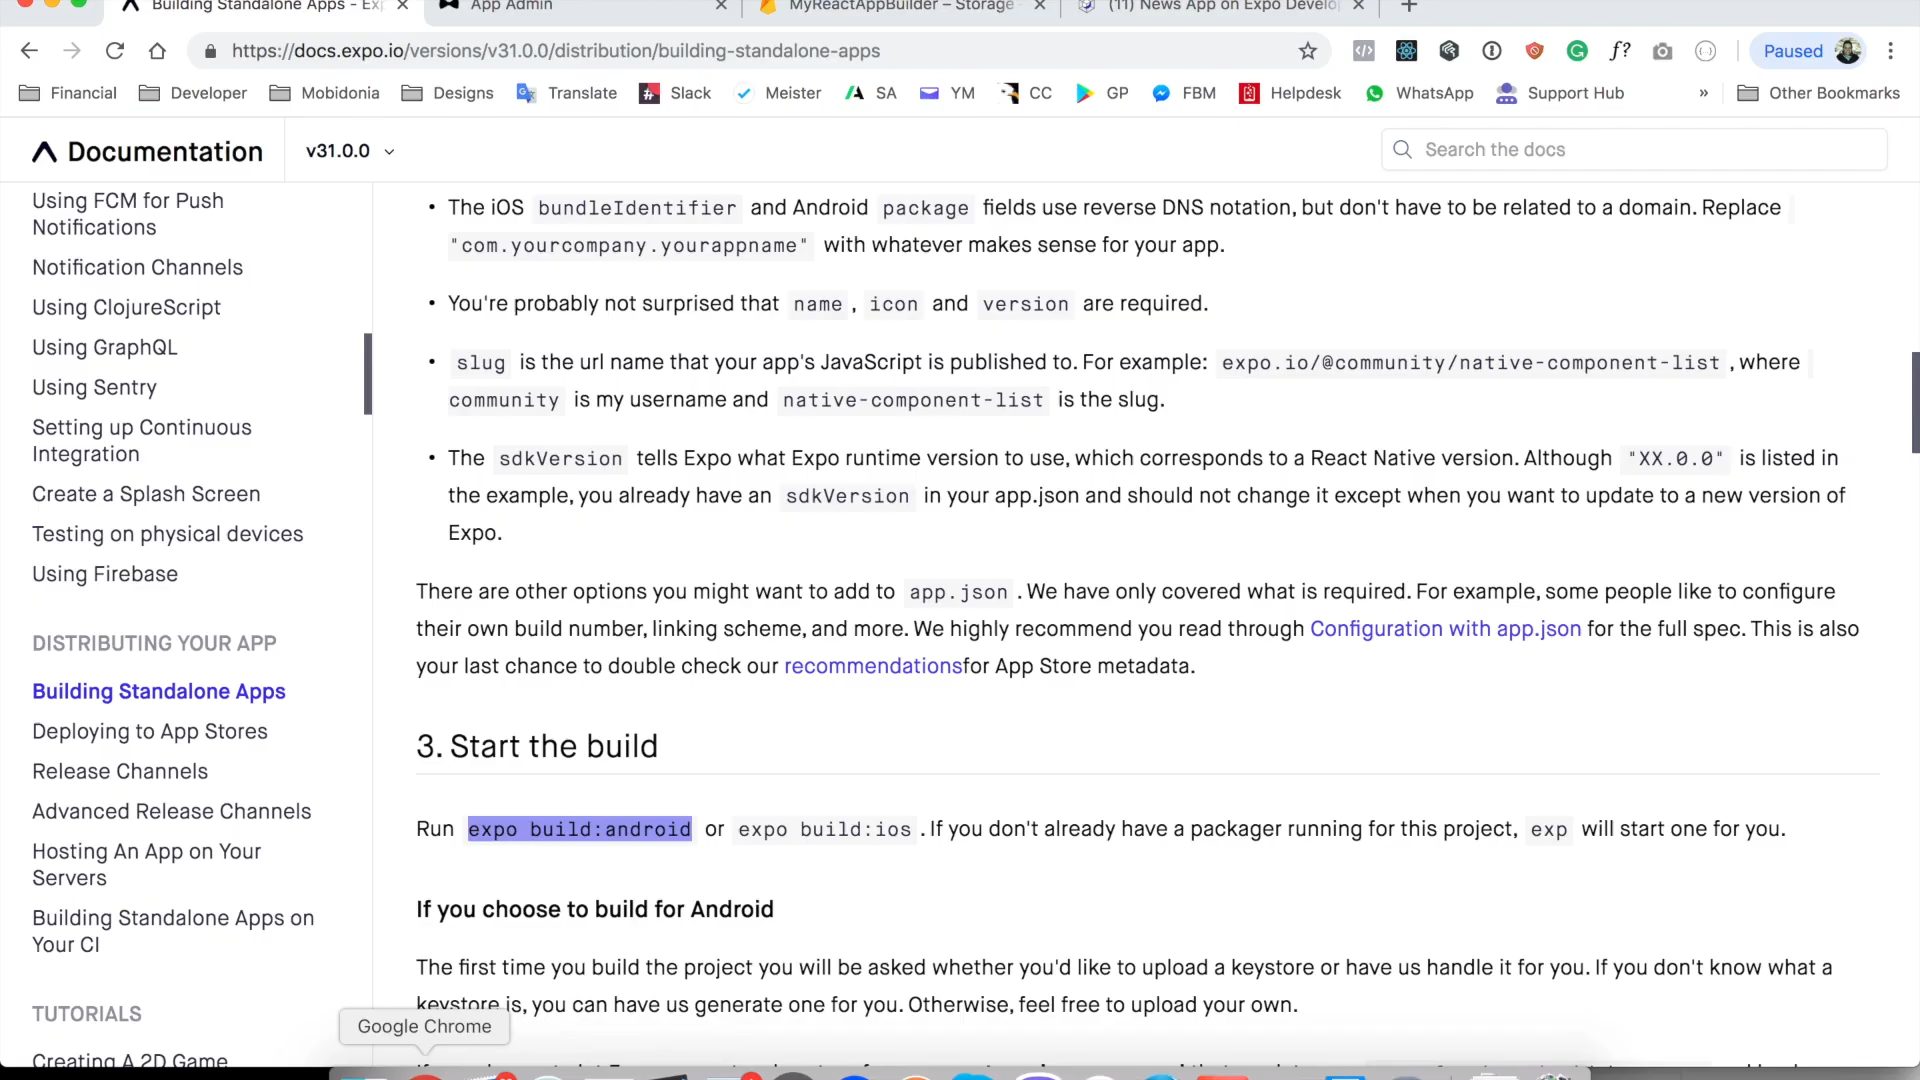 Building Standalone Apps - Exp
App Admin
MyReactAppBuilder – Storage
(11) News App on Expo Develo
https://docs.expo.io/versions/v31.0.0/distribution/building-standalone-apps
f?
Paused
Financial
Developer
Mobidonia
Designs
Translate
Slack
Meister
SA
YM
CC
GP
FBM
Helpdesk
WhatsApp
Support Hub
»
Other Bookmarks
Documentation
v31.0.0
Search the docs
Using FCM for Push
Notifications
Notification Channels
Using ClojureScript
Using GraphQL
Using Sentry
Setting up Continuous
Integration
Create a Splash Screen
Testing on physical devices
Using Firebase
DISTRIBUTING YOUR APP
Building Standalone Apps
Deploying to App Stores
Release Channels
Advanced Release Channels
Hosting An App on Your
Servers
Building Standalone Apps on
Your CI
TUTORIALS
Creating A 2D Game
• The iOS bundleIdentifier and Android package fields use reverse DNS notation, but don't have to be related to a domain. Replace
"com.yourcompany.yourappname" with whatever makes sense for your app.
• You're probably not surprised that name, icon and version are required.
• slug is the url name that your app's JavaScript is published to. For example: expo.io/@community/native-component-list, where
community is my username and native-component-list is the slug.
• The sdkVersion tells Expo what Expo runtime version to use, which corresponds to a React Native version. Although "XX.0.0" is listed in
the example, you already have an sdkVersion in your app.json and should not change it except when you want to update to a new version of
Expo.
There are other options you might want to add to app.json. We have only covered what is required. For example, some people like to configure
their own build number, linking scheme, and more. We highly recommend you read through Configuration with app.json for the full spec. This is also
your last chance to double check our recommendationsfor App Store metadata.
3. Start the build
Run expo build:android or expo build:ios. If you don't already have a packager running for this project, exp will start one for you.
If you choose to build for Android
The first time you build the project you will be asked whether you'd like to upload a keystore or have us handle it for you. If you don't know what a
keystore is, you can have us generate one for you. Otherwise, feel free to upload your own.
Google Chrome